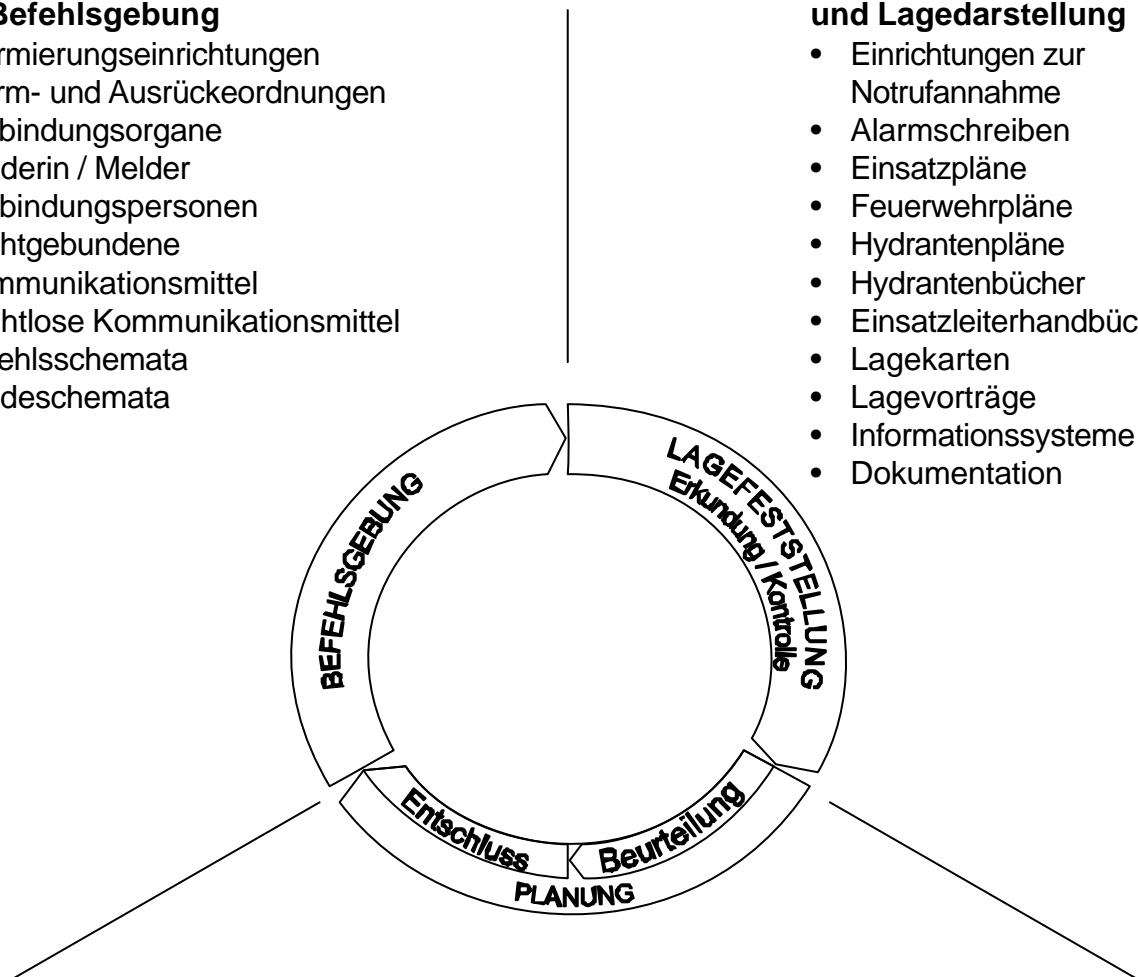 Befehlsgebung
rmierungseinrichtungen
rm- und Ausrückeordnungen
bindungsorgane
derin / Melder
bindungspersonen
htgebundene
mmunikationsmittel
htlose Kommunikationsmittel
ehlsschemata
deschemata
und Lagedarstellung
• Einrichtungen zur
Notrufannahme
• Alarmschreiben
• Einsatzpläne
• Feuerwehrpläne
• Hydrantenpläne
• Hydrantenbücher
• Einsatzleiterhandbüc
• Lagekarten
• Lagevorträge
• Informationssysteme
• Dokumentation
BEFEHLSGEBUNG
LAGEFESTSTELLUNG
Erkundung / Kontrolle
Entschluss
Beurteilung
PLANUNG